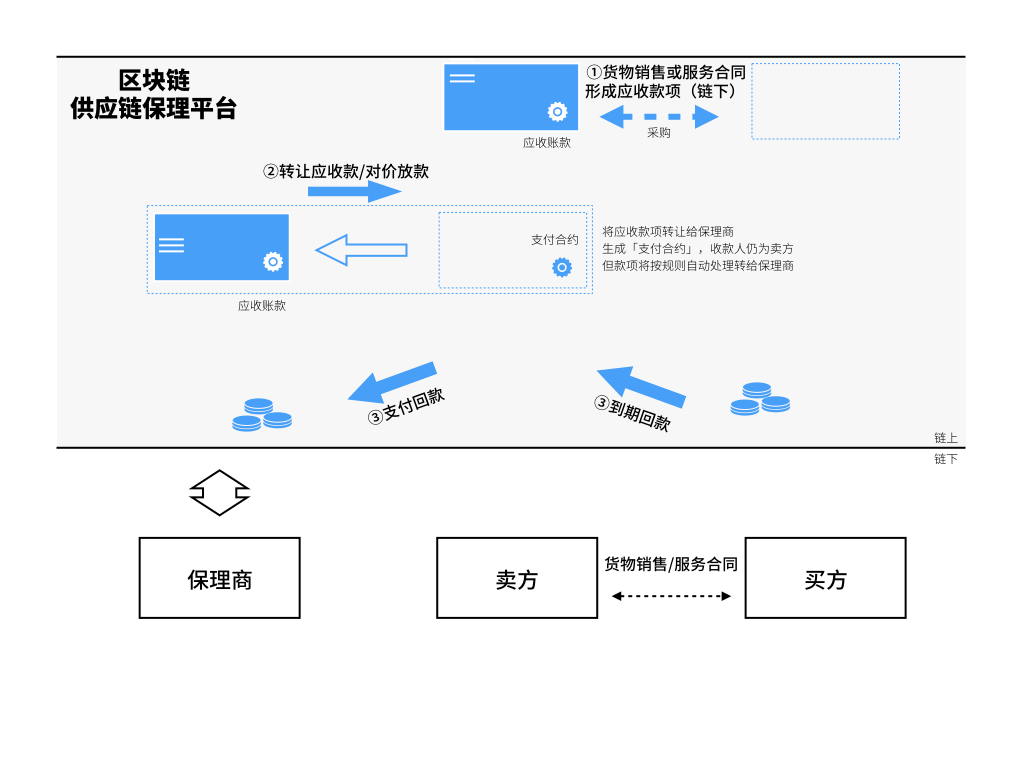 区块链
供应链保理平台
①货物销售或服务合同
形成应收款项（链下）
采购
应收账款
②转让应收款/对价放款
支付合约
将应收款项转让给保理商
生成「支付合约」，收款人仍为卖方
但款项将按规则自动处理转给保理商
应收账款
③支付回款
③到期回款
链上
链下
保理商
卖方
货物销售/服务合同
买方